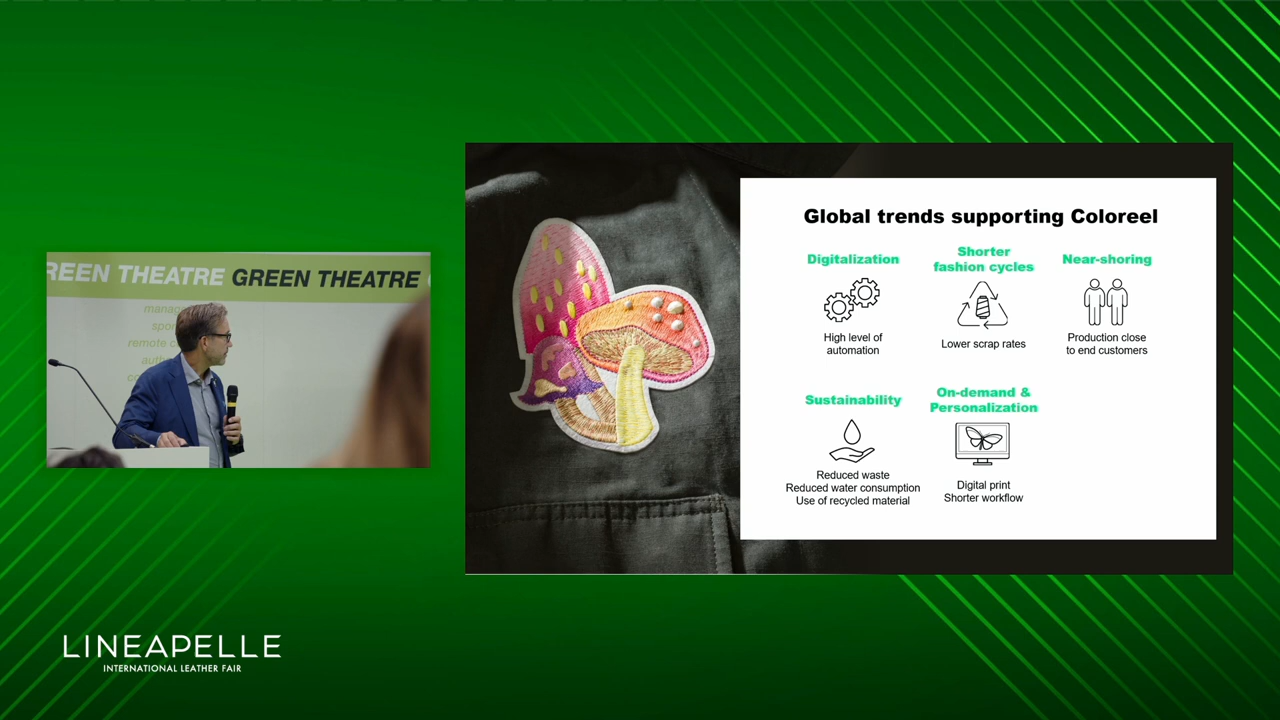 REEN THEATRE GREEN THEATRE
Global trends supporting Coloreel
Digitalization
High level of
automation
Shorter
fashion cycles
Lower scrap rates
Near-shoring
Production close
to end customers
Sustainability
Reduced waste
Reduced water consumption
Use of recycled material
On-demand &
Personalization
Digital print
Shorter workflow
LINEAPELLE
INTERNATIONAL LEATHER FAIR